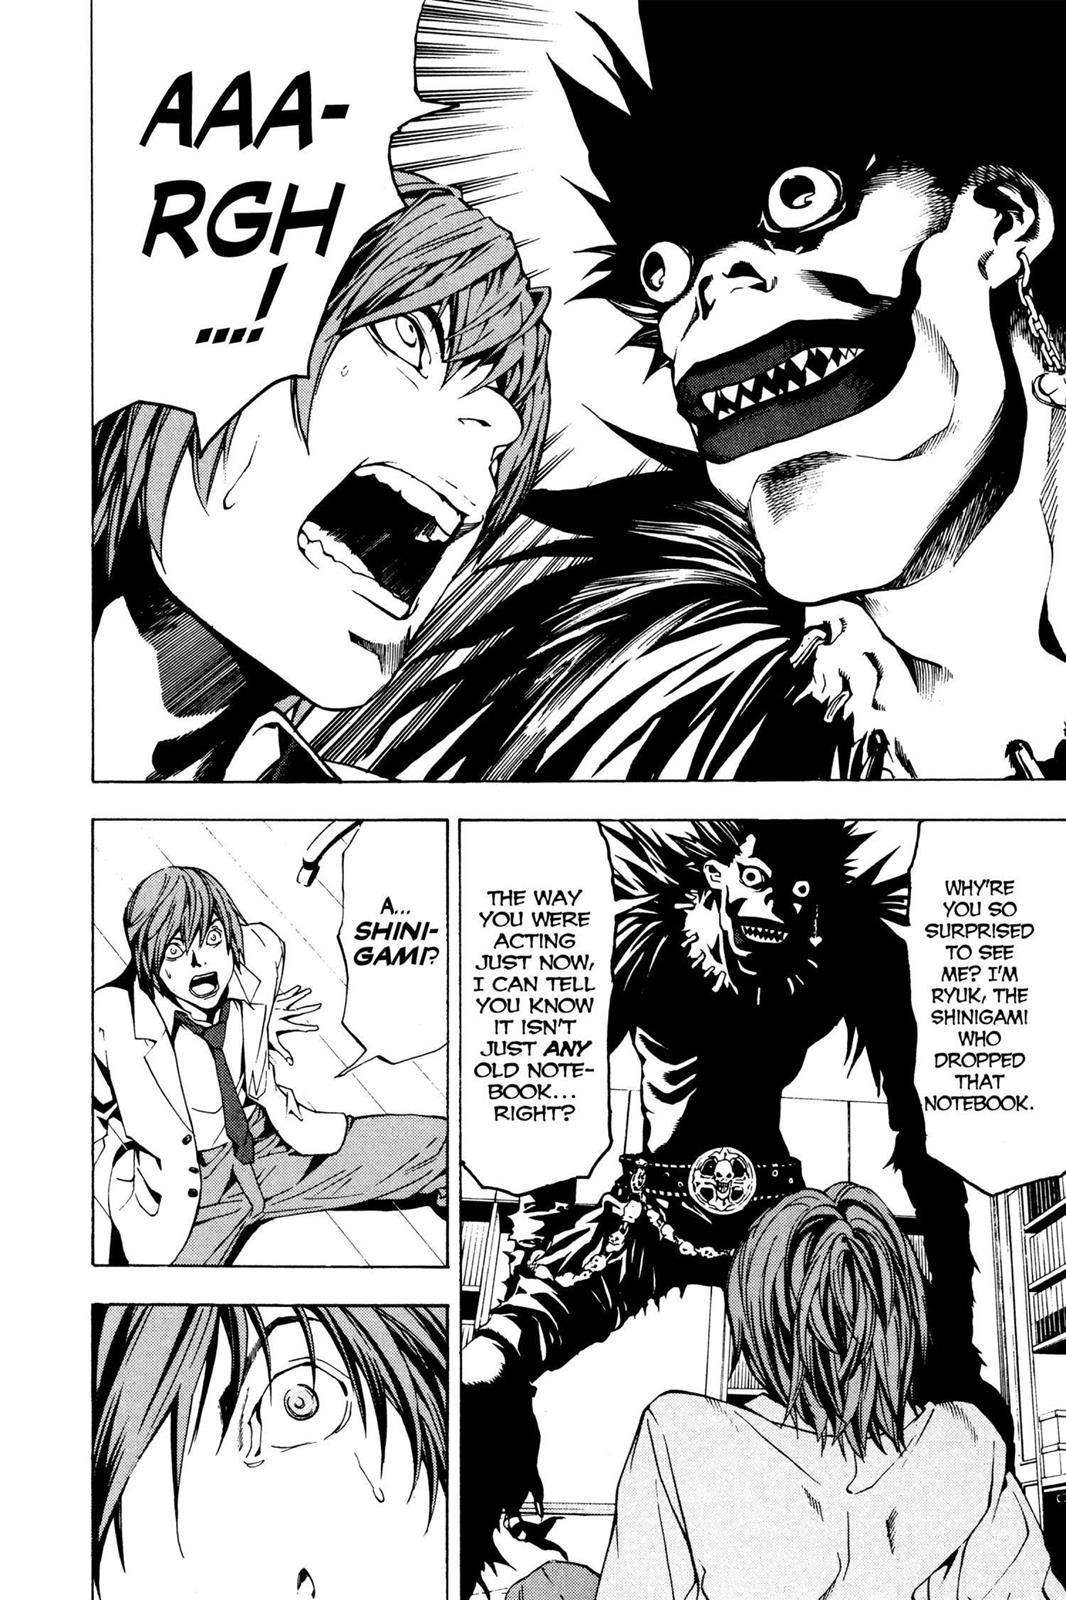 AAA-
RGH
....!
WHY'RE
YOU SO
SURPRISED
TO SEE
ME? I'M
RYUK, THE
SHINIGAMI
WHO
DROPPED
THAT
NOTEBOOK.
THE WAY
YOU WERE
ACTING
JUST NOW,
I CAN TELL
YOU KNOW
IT ISN'T
JUST ANY
OLD NOTE-
BOOK...
RIGHT?
A...
SHINI-
GAMI?